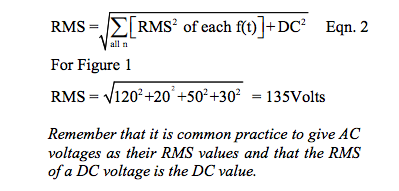 RMS = √∑[RMS² of each f(t)]+DC² Eqn. 2
all n
For Figure 1
RMS = √120²+20²+50²+30² = 135Volts
Remember that it is common practice to give AC
voltages as their RMS values and that the RMS
of a DC voltage is the DC value.